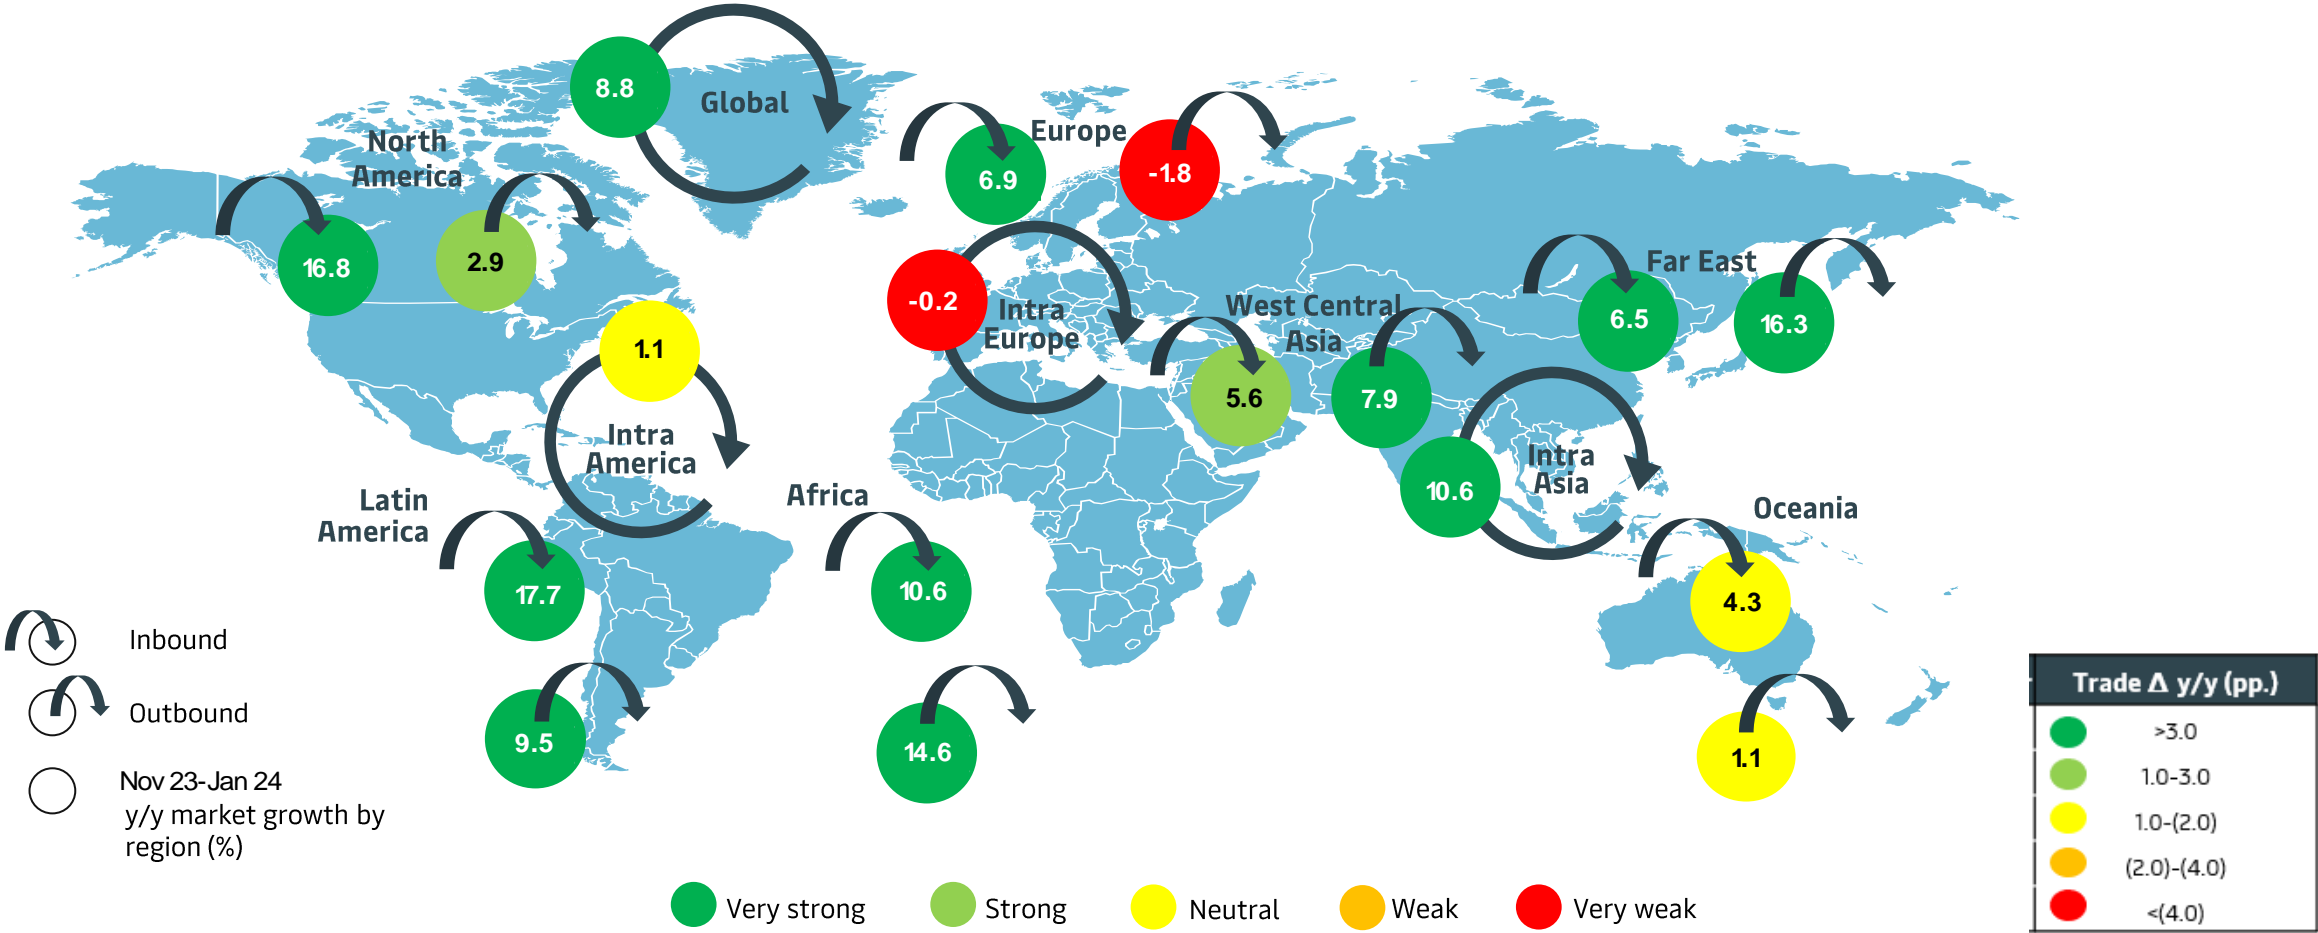 8.8
Global
North
America
16.8
2.9
Europe
6.9
-1.8
-0.2
Intra
Europe
West Central
Asia
5.6
7.9
Far East
6.5
16.3
1.1
Intra
America
10.6
Intra
Asia
Latin
America
17.7
9.5
Africa
10.6
14.6
Oceania
4.3
1.1
Inbound
Outbound
Nov 23-Jan 24
y/y market growth by
region (%)
Very strong
Strong
Neutral
Weak
Very weak
Trade Δ y/y (pp.)
>3.0
1.0-3.0
1.0-(2.0)
(2.0)-(4.0)
<(4.0)